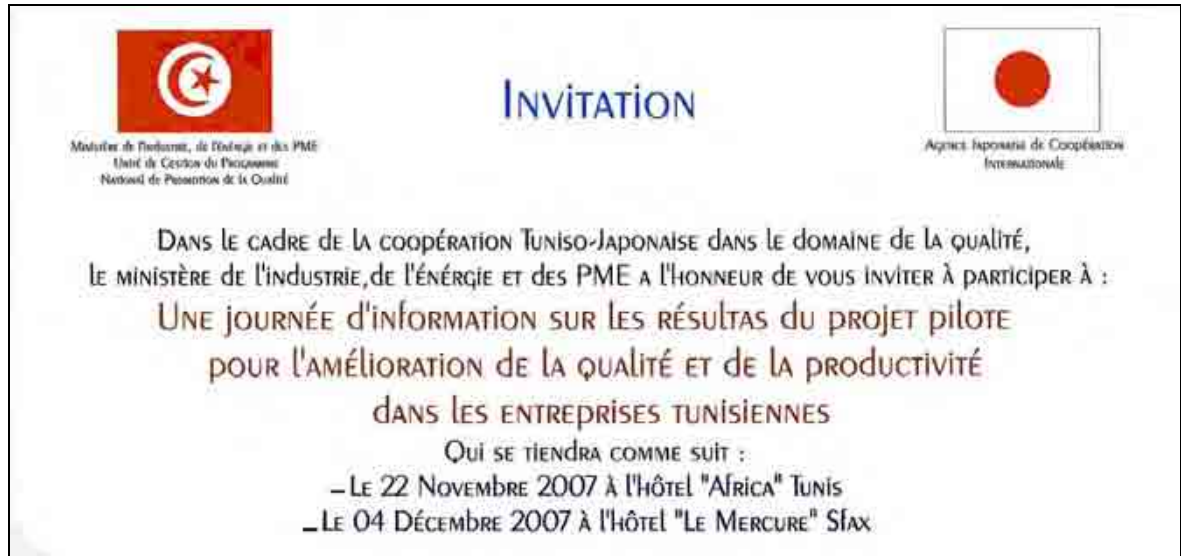 Invitation
Ministère de l'Industrie, de l'Énergie et des PME
Unité de Gestion du Programme
National de Promotion de la Qualité
Agence Japonaise de Coopération
Internationale
Dans le cadre de la coopération Tuniso-Japonaise dans le domaine de la qualité,
le ministère de l'industrie,de l'énérgie et des PME a l'honneur de vous inviter à participer à :
Une journée d'information sur les résultas du projet pilote
pour l'amélioration de la qualité et de la productivité
dans les entreprises tunisiennes
Qui se tiendra comme suit :
–Le 22 Novembre 2007 à l'hôtel "Africa" Tunis
–Le 04 Décembre 2007 à l'hôtel "Le Mercure" Sfax